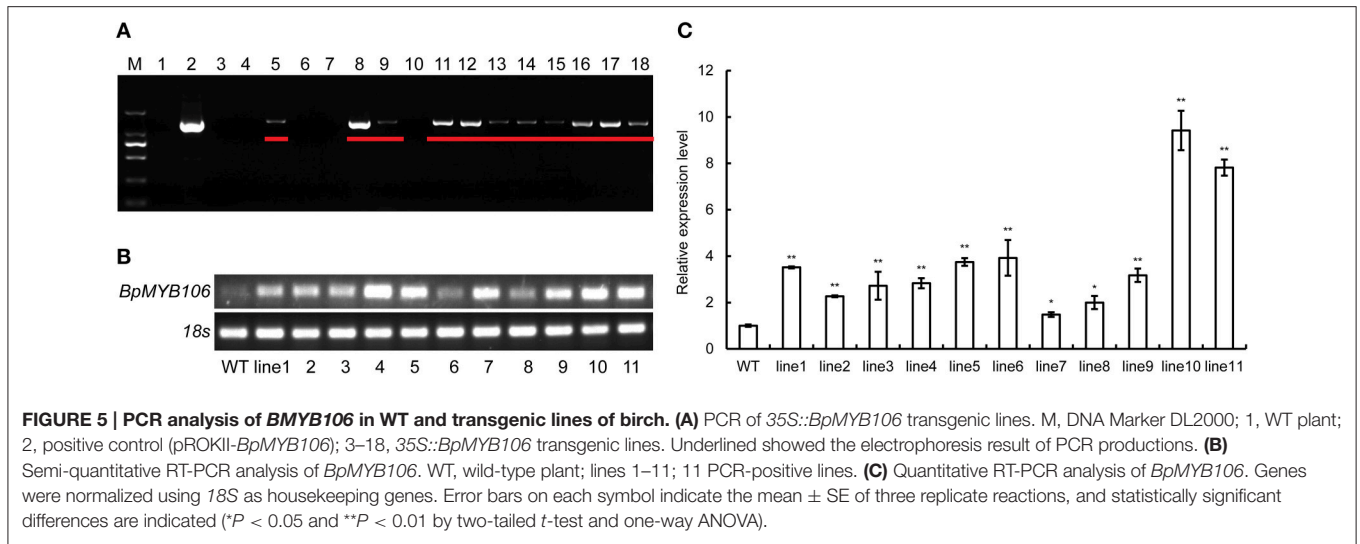 A
M 1 2 3 4 5 6 7 8 9 10 11 12 13 14 15 16 17 18
B
BpMYB106
18s
WT line1 2 3 4 5 6 7 8 9 10 11
C
Relative expression level
12
10
8
6
4
2
0
** ** ** ** ** ** * * ** ** **
WT line1 line2 line3 line4 line5 line6 line7 line8 line9 line10 line11
FIGURE 5 | PCR analysis of BMYB106 in WT and transgenic lines of birch. (A) PCR of 35S::BpMYB106 transgenic lines. M, DNA Marker DL2000; 1, WT plant;
2, positive control (pROKII-BpMYB106); 3–18, 35S::BpMYB106 transgenic lines. Underlined showed the electrophoresis result of PCR productions. (B)
Semi-quantitative RT-PCR analysis of BpMYB106. WT, wild-type plant; lines 1–11; 11 PCR-positive lines. (C) Quantitative RT-PCR analysis of BpMYB106. Genes
were normalized using 18S as housekeeping genes. Error bars on each symbol indicate the mean ± SE of three replicate reactions, and statistically significant
differences are indicated (*P < 0.05 and **P < 0.01 by two-tailed t-test and one-way ANOVA).